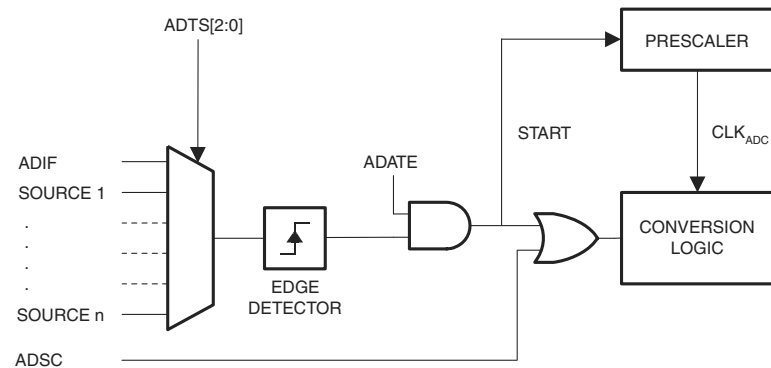 ADTS[2:0]
PRESCALER
START
CLKADC
ADIF
ADATE
SOURCE 1
.
.
.
.
CONVERSION
LOGIC
EDGE
DETECTOR
SOURCE n
ADSC